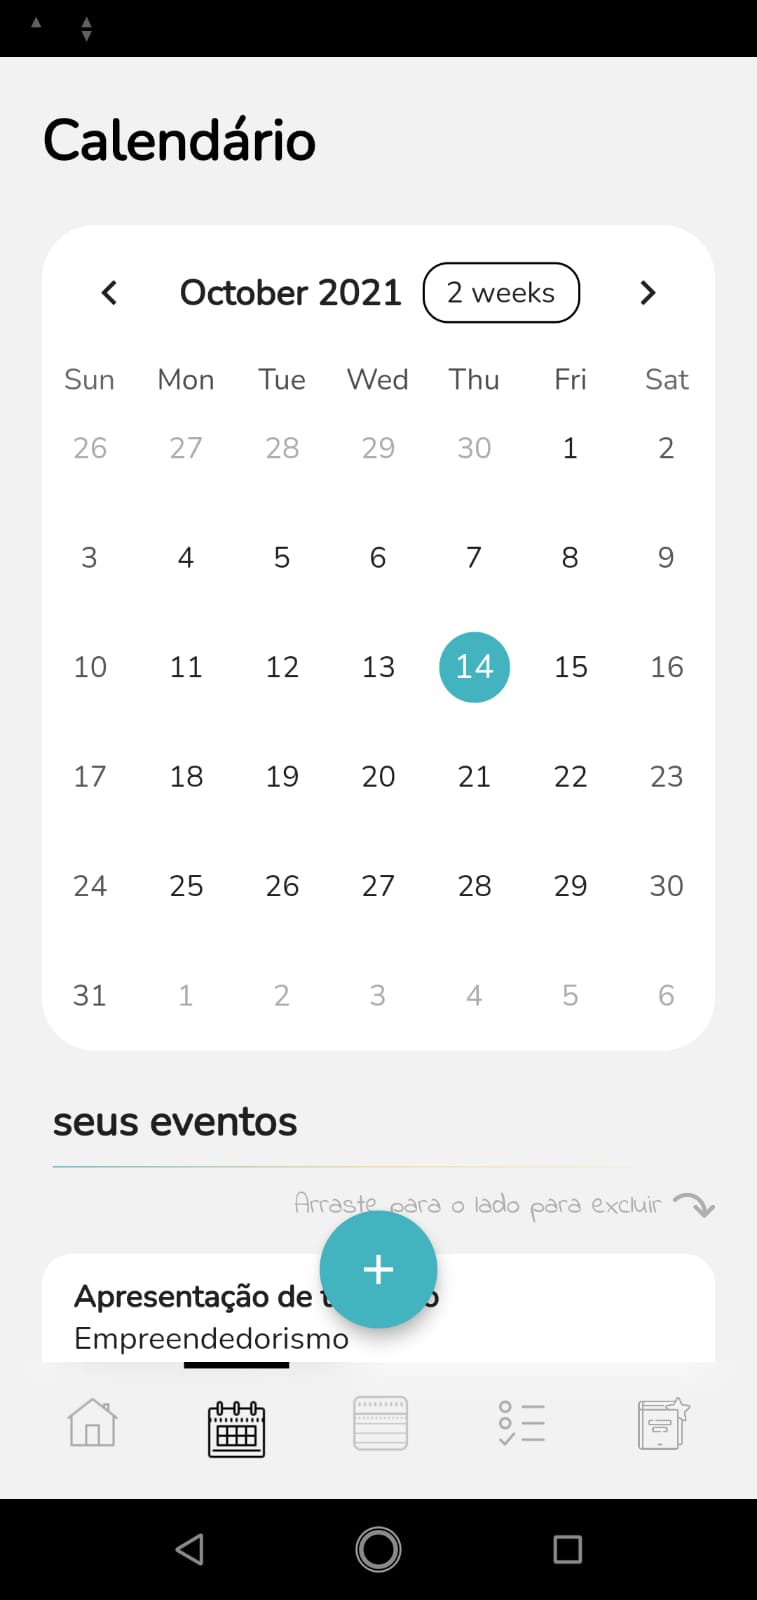 Calendário
October 2021 2 weeks
Sun Mon Tue Wed Thu Fri Sat
26 27 28 29 30 1 2
3 4 5 6 7 8 9
10 11 12 13 14 15 16
17 18 19 20 21 22 23
24 25 26 27 28 29 30
31 1 2 3 4 5 6
seus eventos
Arraste para o lado para excluir
+
Apresentação de
Empreendedorismo